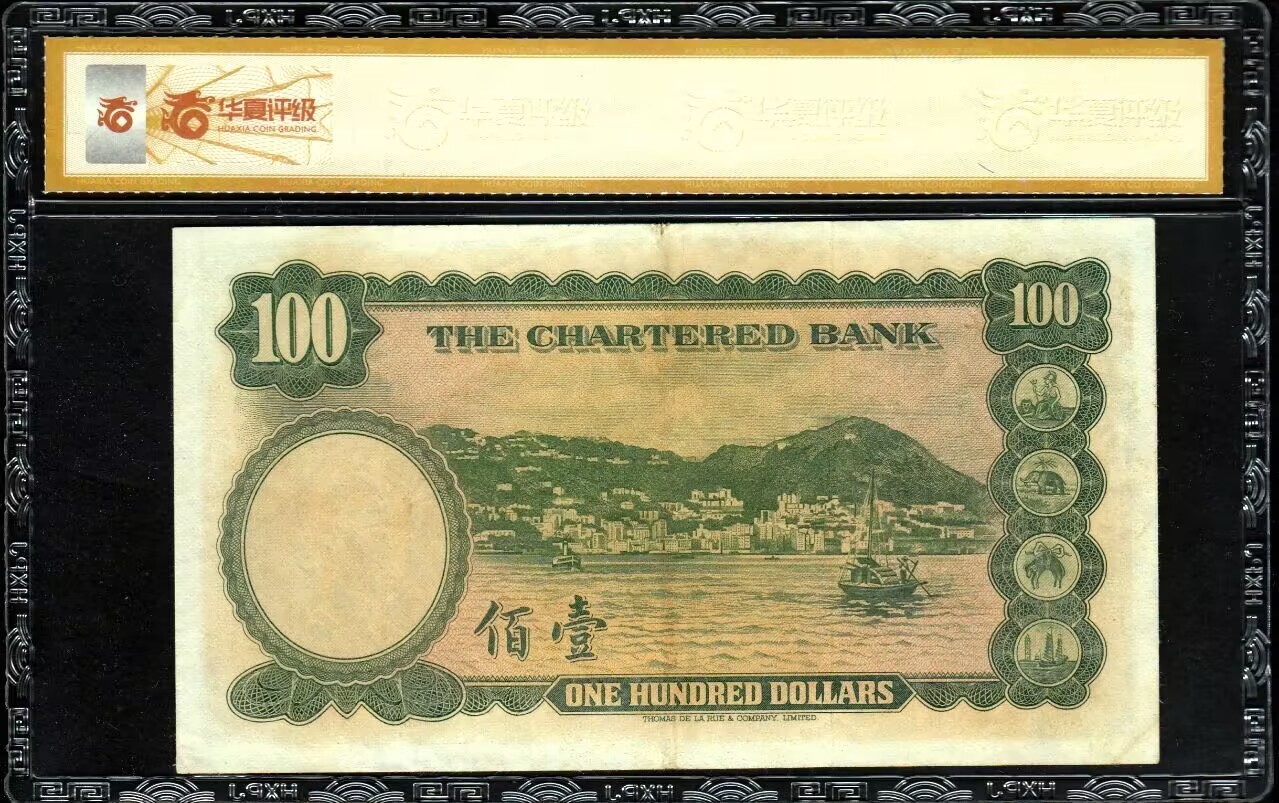 华夏评级
HUAXIA COIN GRADING
100
100
THE CHARTERED BANK
佰壹
ONE HUNDRED DOLLARS
THOMAS DE LA RUE & COMPANY, LIMITED.